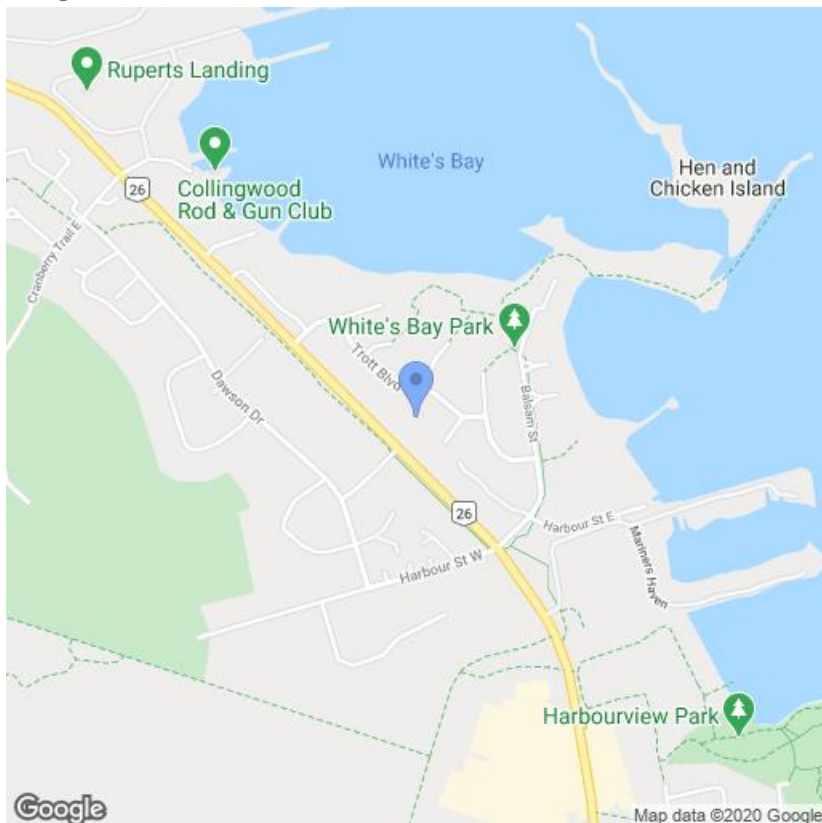 Ruperts Landing
White's Bay
Hen and
Chicken Island
26
Collingwood
Rod & Gun Club
Cranberry Trail E
White's Bay Park
Trott Blvd
Dawson Dr
Balsam St
26
Harbour St E
Harbour St W
Mariners Haven
Harbourview Park
Google
Map data ©2020 Google